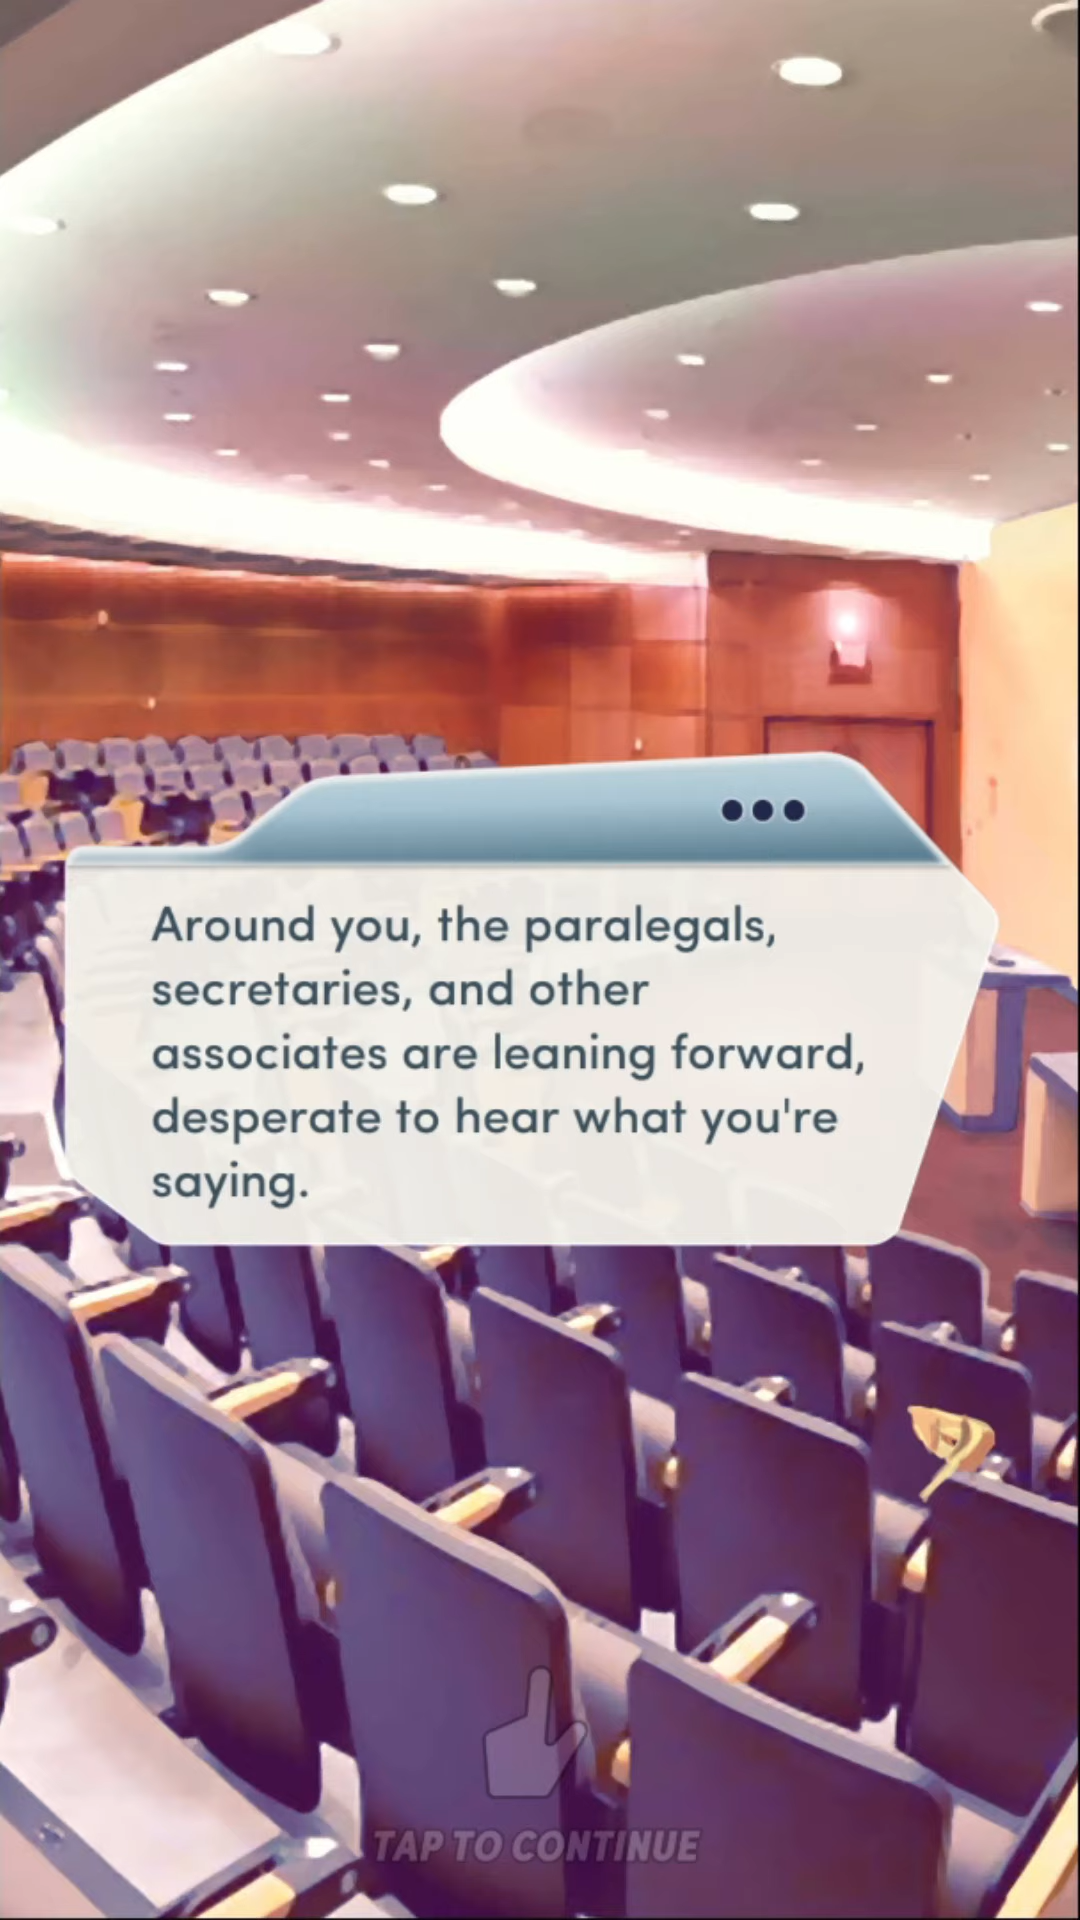 Around you, the paralegals,
secretaries, and other
associates are leaning forward,
desperate to hear what you're
saying.
TAP TO CONTINUE